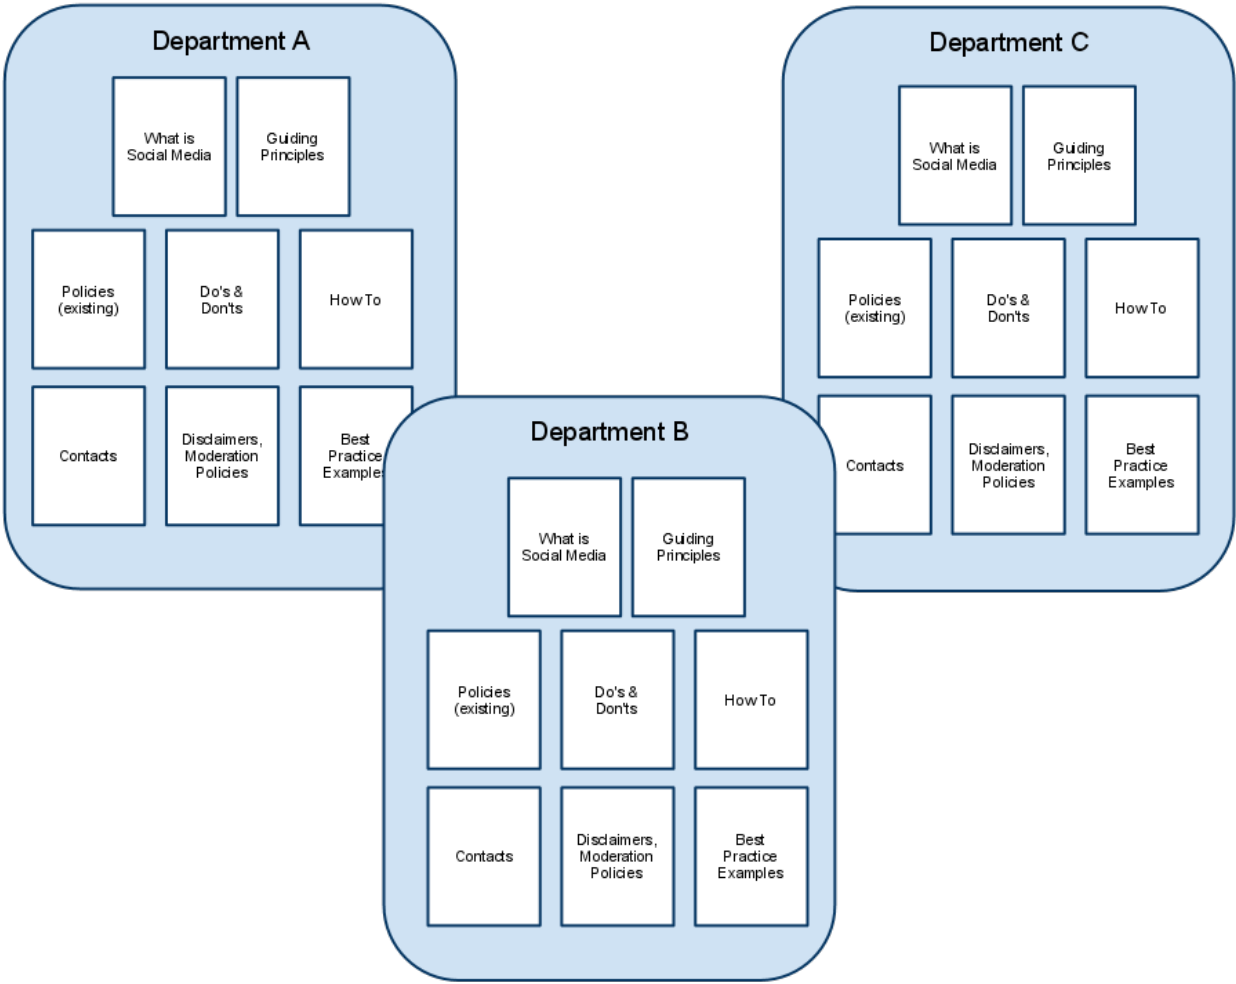 Department A
What is
Social Media
Guiding
Principles
Policies
(existing)
Do's &
Don'ts
How To
Contacts
Disclaimers,
Moderation
Policies
Best
Practice
Examples
Department C
What is
Social Media
Guiding
Principles
Policies
(existing)
Do's &
Don'ts
How To
Contacts
Disclaimers,
Moderation
Policies
Best
Practice
Examples
Department B
What is
Social Media
Guiding
Principles
Policies
(existing)
Do's &
Don'ts
How To
Contacts
Disclaimers,
Moderation
Policies
Best
Practice
Examples